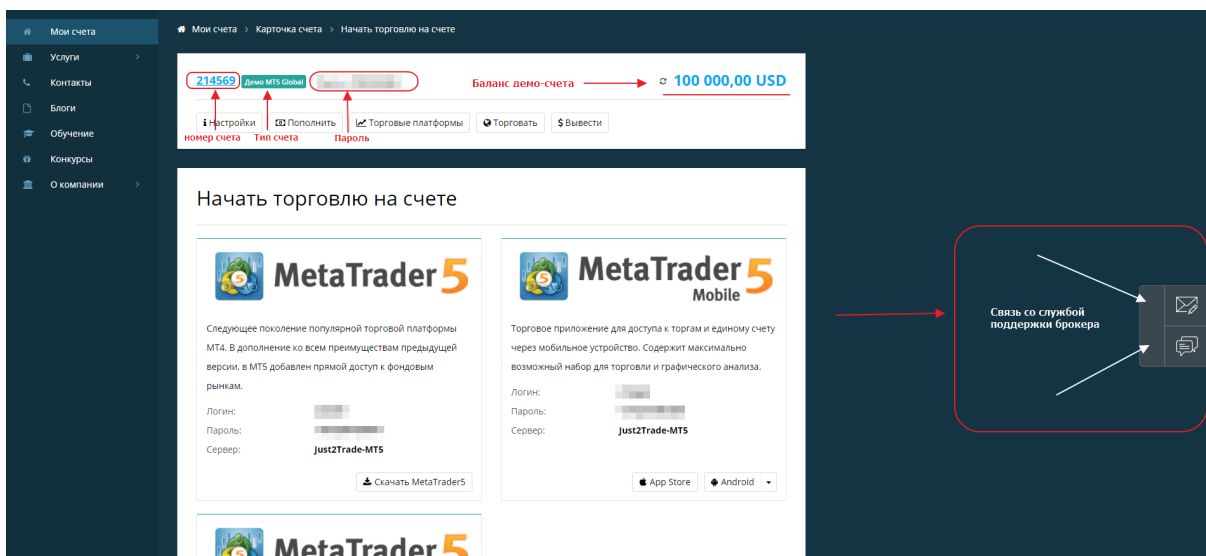 Мои счета
Услуги
Контакты
Блоги
Обучение
Конкурсы
О компании
Мои счета > Карточка счета > Начать торговлю на счете
214569 Демо MT5 Global
Баланс демо-счета
100 000,00 USD
Настройки Пополнить Торговые платформы Торговать $ Вывести
номер счета Тип счета Пароль
Начать торговлю на счете
MetaTrader 5
Следующее поколение популярной торговой платформы
МТ4. В дополнение ко всем преимуществам предыдущей
версии, в МТ5 добавлен прямой доступ к фондовым
рынкам.
Логин:
Пароль:
Сервер: Just2Trade-MT5
Скачать MetaTrader5
MetaTrader 5
Mobile
Торговое приложение для доступа к торгам и единому счету
через мобильное устройство. Содержит максимально
возможный набор для торговли и графического анализа.
Логин:
Пароль:
Сервер: Just2Trade-MT5
App Store Android
Связь со службой
поддержки брокера
MetaTrader 5